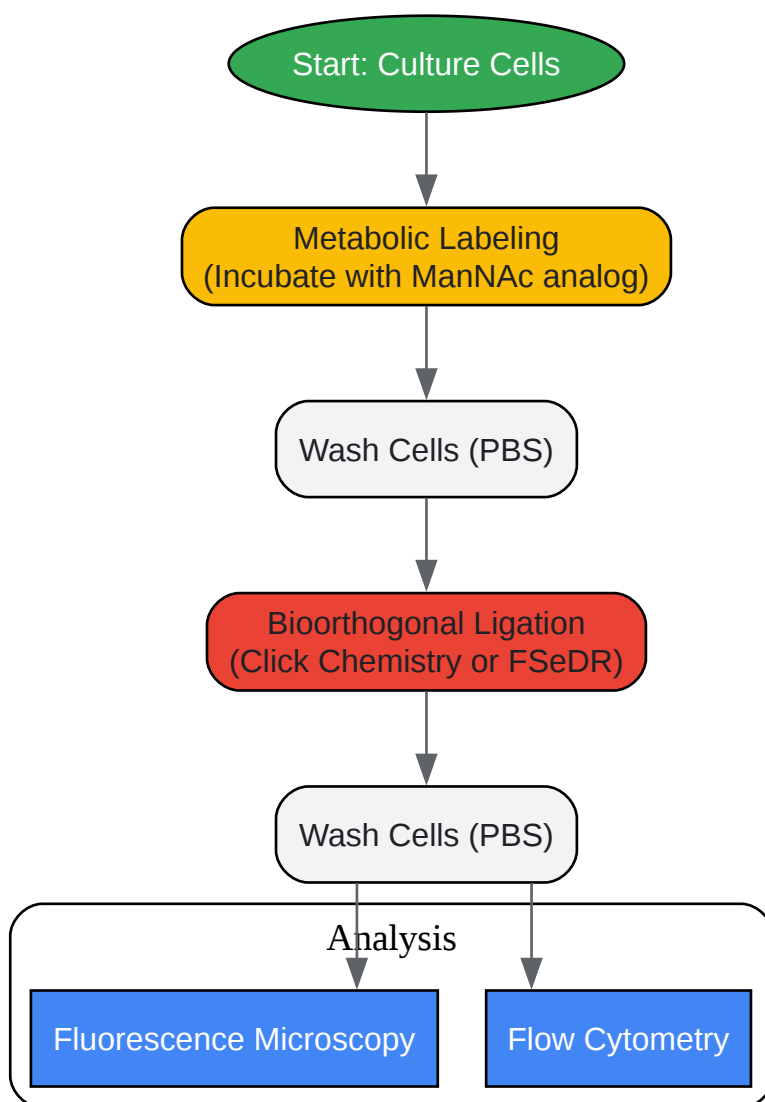 Start: Culture Cells
Metabolic Labeling
(Incubate with ManNAc analog)
Wash Cells (PBS)
Bioorthogonal Ligation
(Click Chemistry or FSeDR)
Wash Cells (PBS)
Analysis
Fluorescence Microscopy
Flow Cytometry